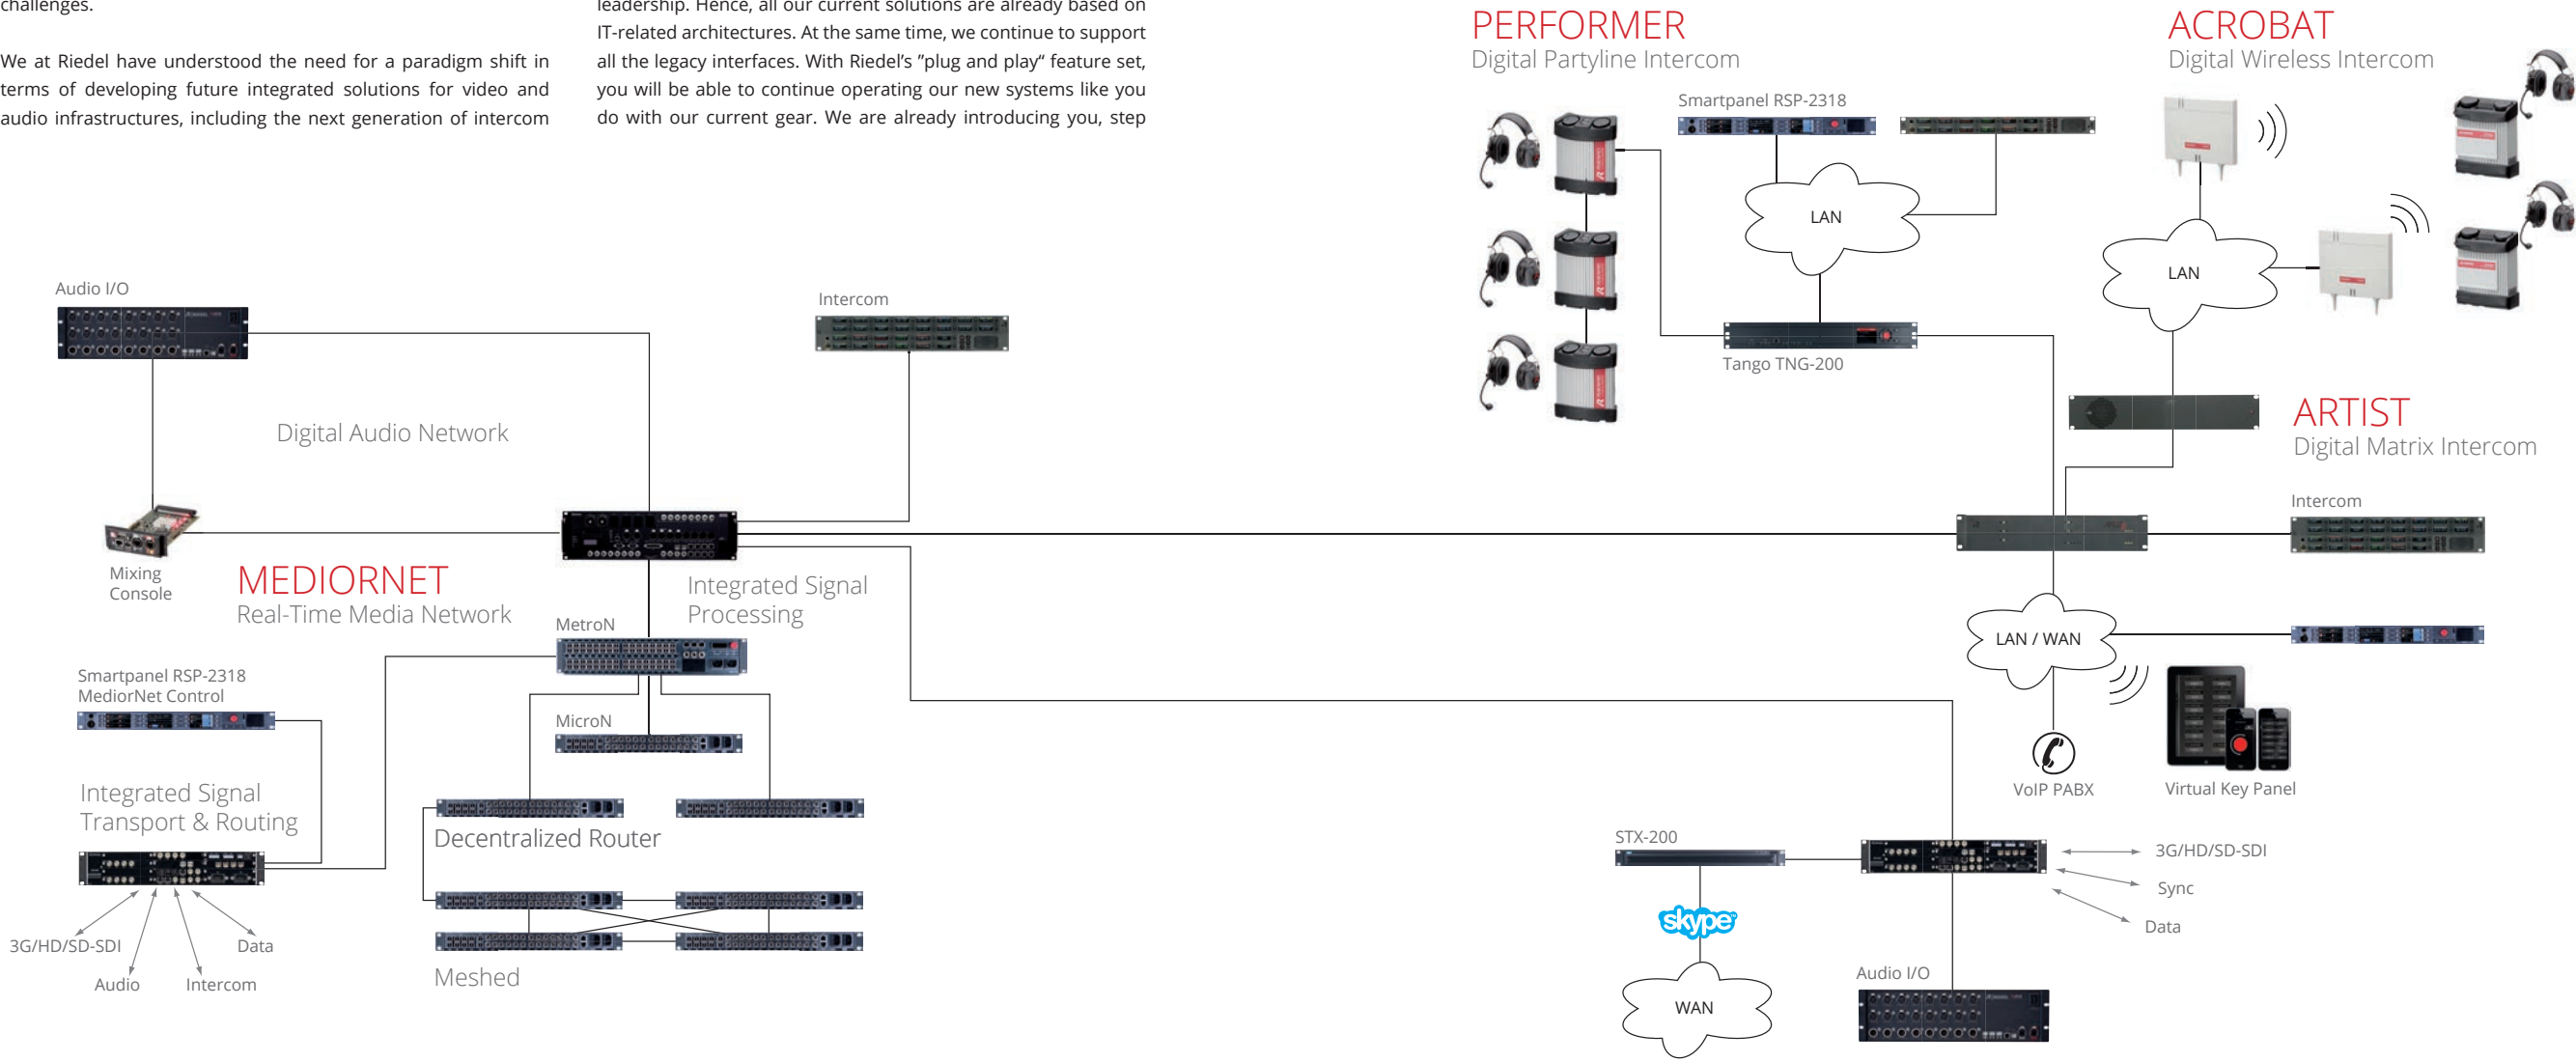 challenges.
We at Riedel have understood the need for a paradigm shift in
terms of developing future integrated solutions for video and
audio infrastructures, including the next generation of intercom
leadership. Hence, all our current solutions are already based on
IT-related architectures. At the same time, we continue to support
all the legacy interfaces. With Riedel's "plug and play“ feature set,
you will be able to continue operating our new systems like you
do with our current gear. We are already introducing you, step
PERFORMER
Digital Partyline Intercom
Smartpanel RSP-2318
LAN
Tango TNG-200
ACROBAT
Digital Wireless Intercom
LAN
ARTIST
Digital Matrix Intercom
Intercom
Audio I/O
Intercom
Digital Audio Network
Mixing
Console
MEDIORNET
Real-Time Media Network
Integrated Signal
Processing
MetroN
Smartpanel RSP-2318
MediorNet Control
MicroN
Integrated Signal
Transport & Routing
Decentralized Router
3G/HD/SD-SDI
Audio
Intercom
Data
Meshed
LAN / WAN
VoIP PABX
Virtual Key Panel
STX-200
skype
WAN
3G/HD/SD-SDI
Sync
Data
Audio I/O